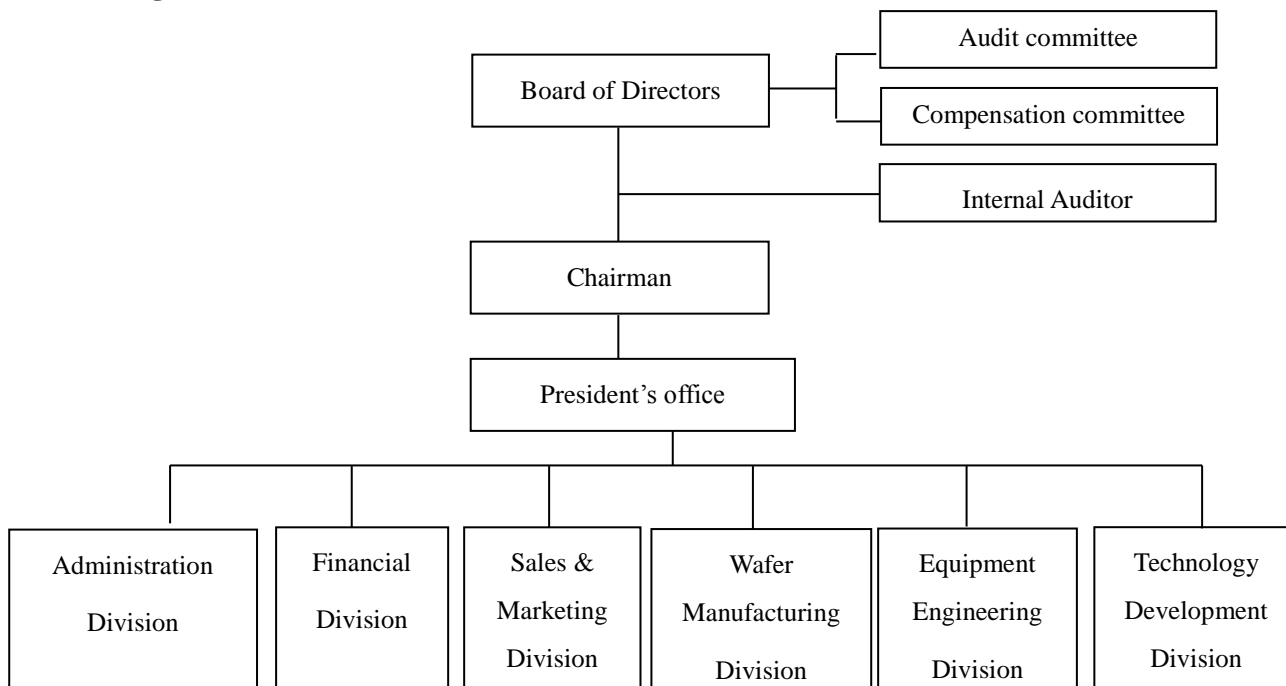 Audit committee
Board of Directors
Compensation committee
Internal Auditor
Chairman
President’s office
Administration
Division
Financial
Division
Sales &
Marketing
Division
Wafer
Manufacturing
Division
Equipment
Engineering
Division
Technology
Development
Division